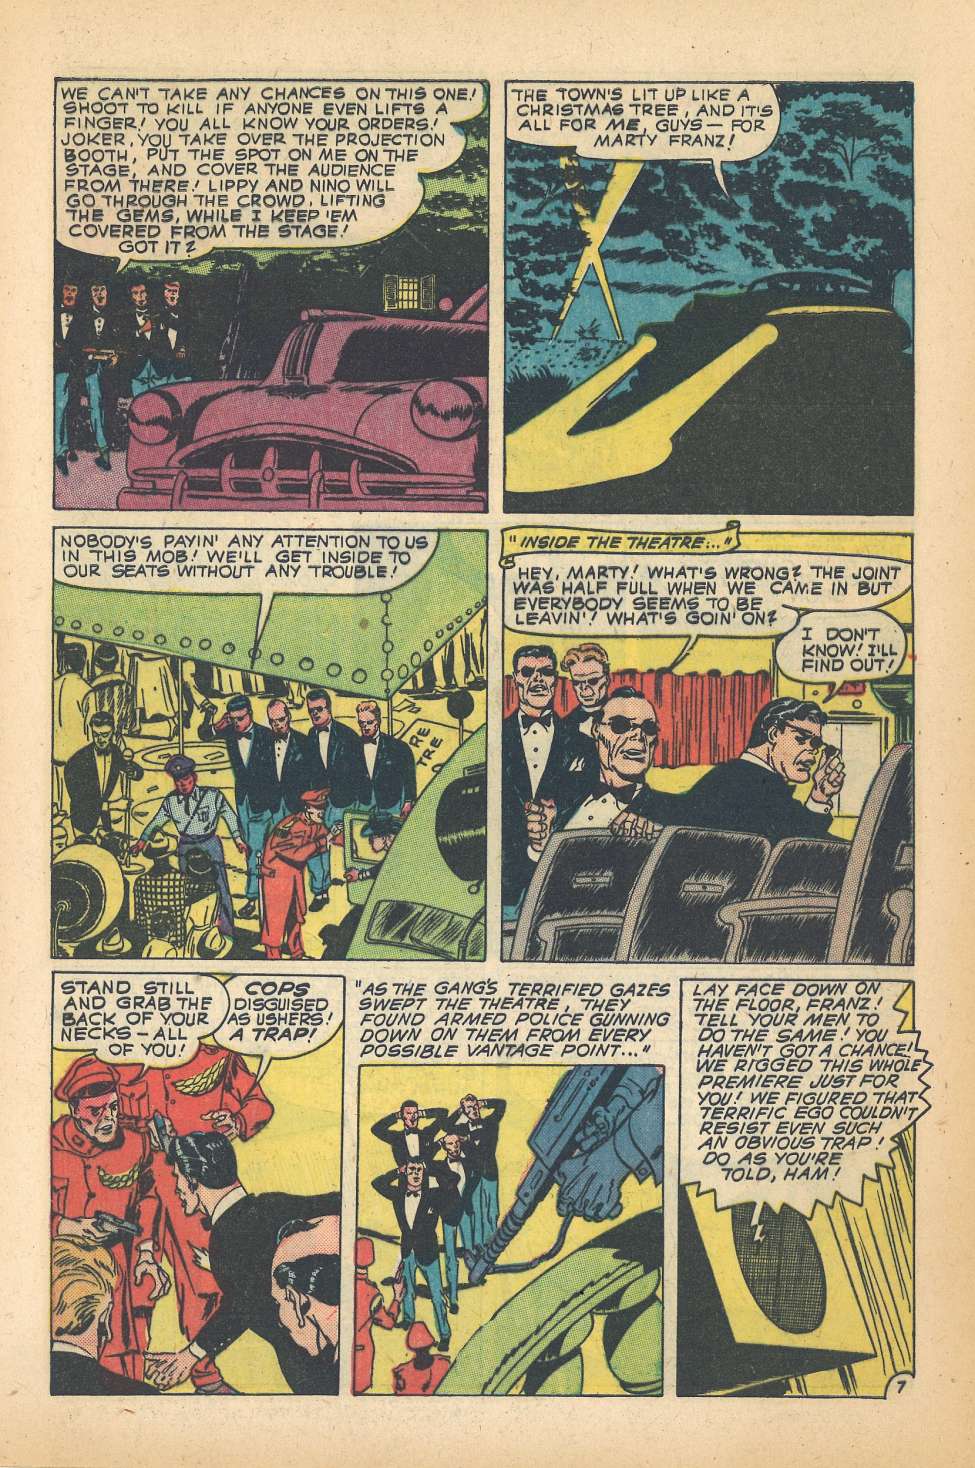 WE CAN'T TAKE ANY CHANCES ON THIS ONE!
SHOOT TO KILL IF ANYONE EVEN LIFTS A
FINGER! YOU ALL KNOW YOUR ORDERS!
JOKER, YOU TAKE OVER THE PROJECTION
BOOTH, PUT THE SPOT ON ME ON THE
STAGE, AND COVER THE AUDIENCE
FROM THERE! LIPPY AND NINO WILL
GO THROUGH THE CROWD, LIFTING
THE GEMS, WHILE I KEEP 'EM
COVERED FROM THE STAGE!
GOT IT?
THE TOWN'S LIT UP LIKE A
CHRISTMAS TREE, AND IT'S
ALL FOR ME, GUYS — FOR
MARTY FRANZ!
NOBODY'S PAYIN' ANY ATTENTION TO US
IN THIS MOB! WE'LL GET INSIDE TO
OUR SEATS WITHOUT ANY TROUBLE!
The
RE
TRE
"INSIDE THE THEATRE..."
HEY, MARTY! WHAT'S WRONG? THE JOINT
WAS HALF FULL WHEN WE CAME IN BUT
EVERYBODY SEEMS TO BE
LEAVIN'! WHAT'S GOIN' ON?
I DON'T
KNOW! I'LL
FIND OUT!
STAND STILL
AND GRAB THE
BACK OF YOUR
NECKS — ALL
OF YOU!
COPS
DISGUISED
AS USHERS!
A TRAP!
"AS THE GANG'S TERRIFIED GAZES
SWEPT THE THEATRE, THEY
FOUND ARMED POLICE GUNNING
DOWN ON THEM FROM EVERY
POSSIBLE VANTAGE POINT..."
LAY FACE DOWN ON
THE FLOOR, FRANZ!
TELL YOUR MEN TO
DO THE SAME! YOU
HAVEN'T GOT A CHANCE!
WE RIGGED THIS WHOLE
PREMIERE JUST FOR
YOU! WE FIGURED THAT
TERRIFIC EGO COULDN'T
RESIST EVEN SUCH
AN OBVIOUS TRAP!
DO AS YOU'RE
TOLD, HAM!
7